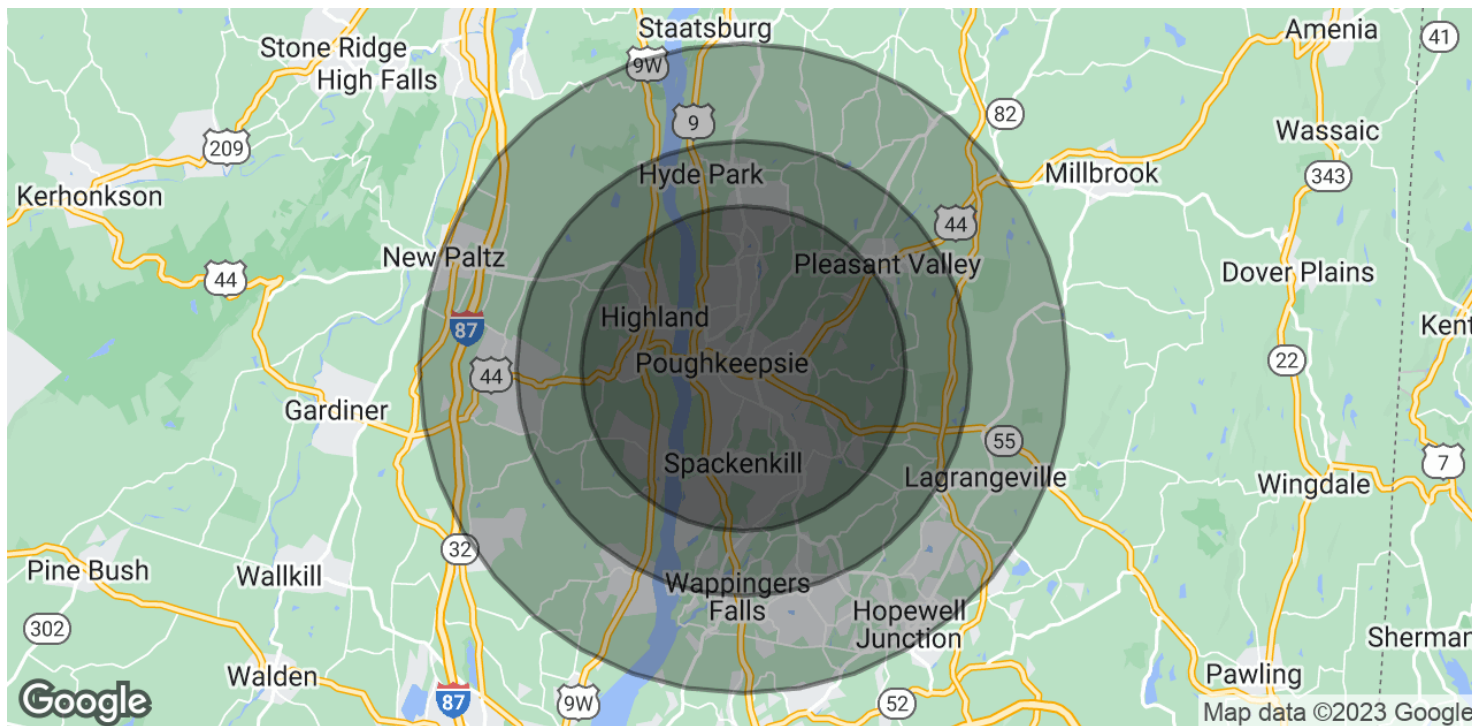 Staatsburg
Amenia
41
Stone Ridge
High Falls
9W
9
82
Wassaic
209
Hyde Park
Millbrook
343
Kerhonkson
44
New Paltz
Pleasant Valley
44
Dover Plains
Highland
87
Kent
Poughkeepsie
22
44
Gardiner
55
Spackenkill
Lagrangeville
7
Wingdale
32
Pine Bush
Wallkill
Wappingers
Falls
Hopewell
Junction
302
Sherman
Walden
Pawling
Google
87
9W
52
Map data ©2023 Google